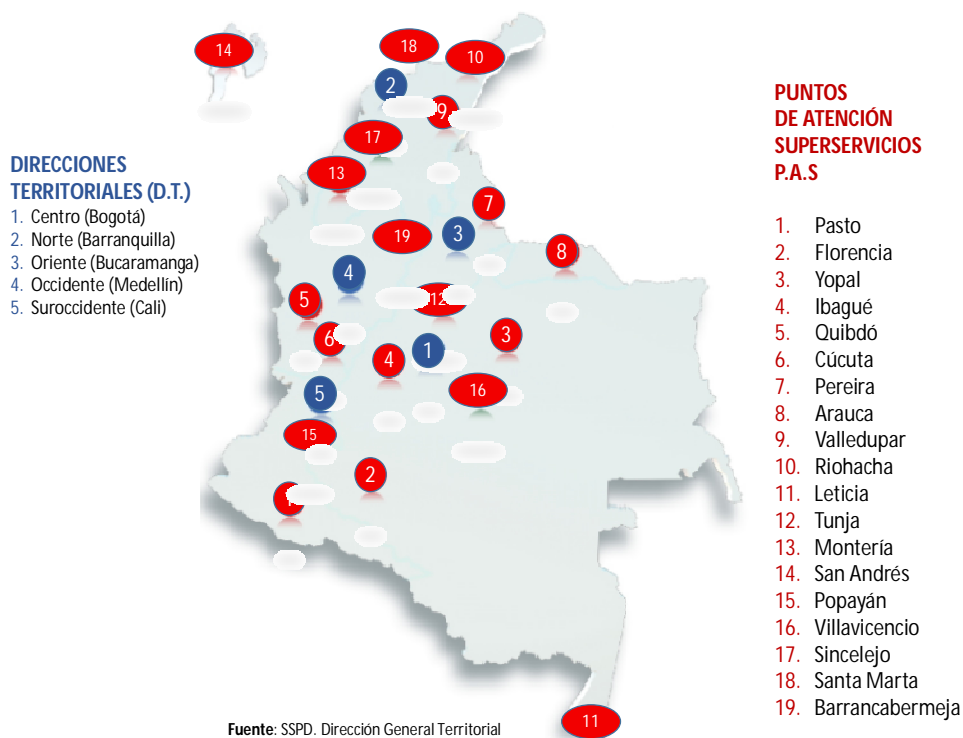 14
18
10
2
9
17
13
7
19
3
8
4
5
12
6
3
1
4
5
16
15
2
1
11
DIRECCIONES
TERRITORIALES (D.T.)
1. Centro (Bogotá)
2. Norte (Barranquilla)
3. Oriente (Bucaramanga)
4. Occidente (Medellín)
5. Suroccidente (Cali)
PUNTOS
DE ATENCIÓN
SUPERSERVICIOS
P.A.S
1. Pasto
2. Florencia
3. Yopal
4. Ibagué
5. Quibdó
6. Cúcuta
7. Pereira
8. Arauca
9. Valledupar
10. Riohacha
11. Leticia
12. Tunja
13. Montería
14. San Andrés
15. Popayán
16. Villavicencio
17. Sincelejo
18. Santa Marta
19. Barrancabermeja
Fuente: SSPD. Dirección General Territorial